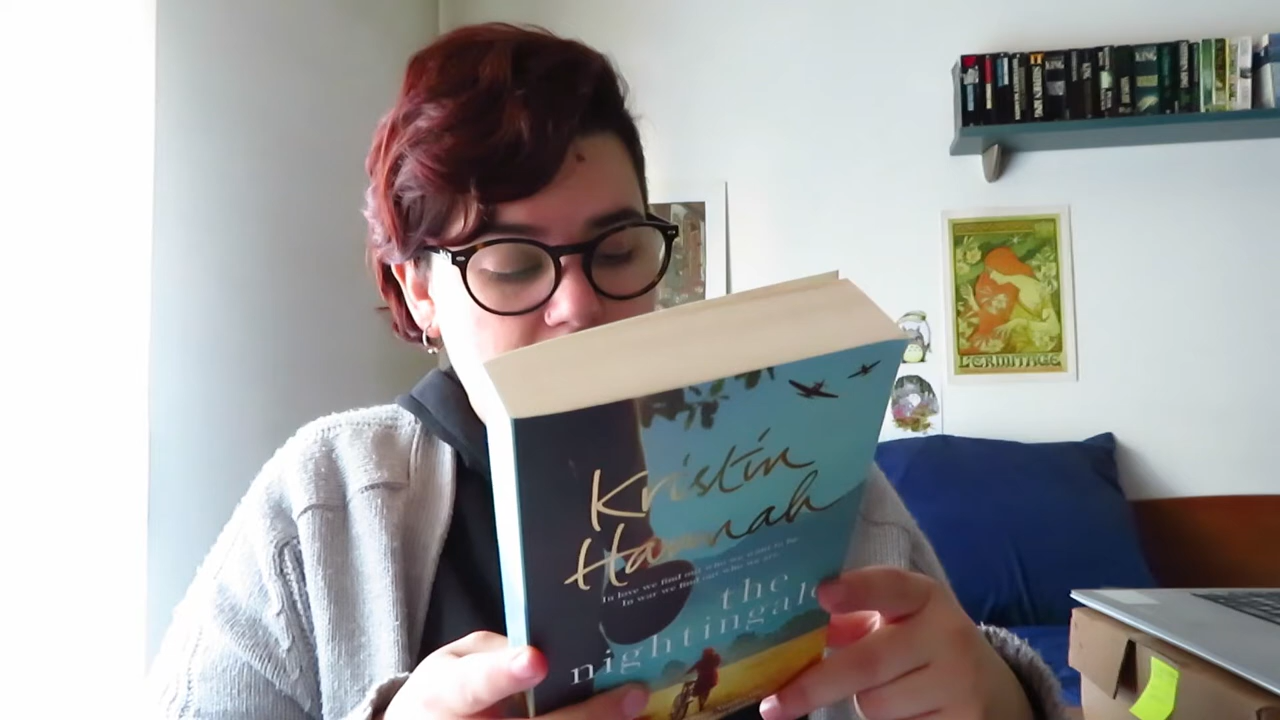 KING
L'ERMITAGE
Kristin
Hannah
In love we find out who we want to be
In war we find out who we are.
the
nightingale